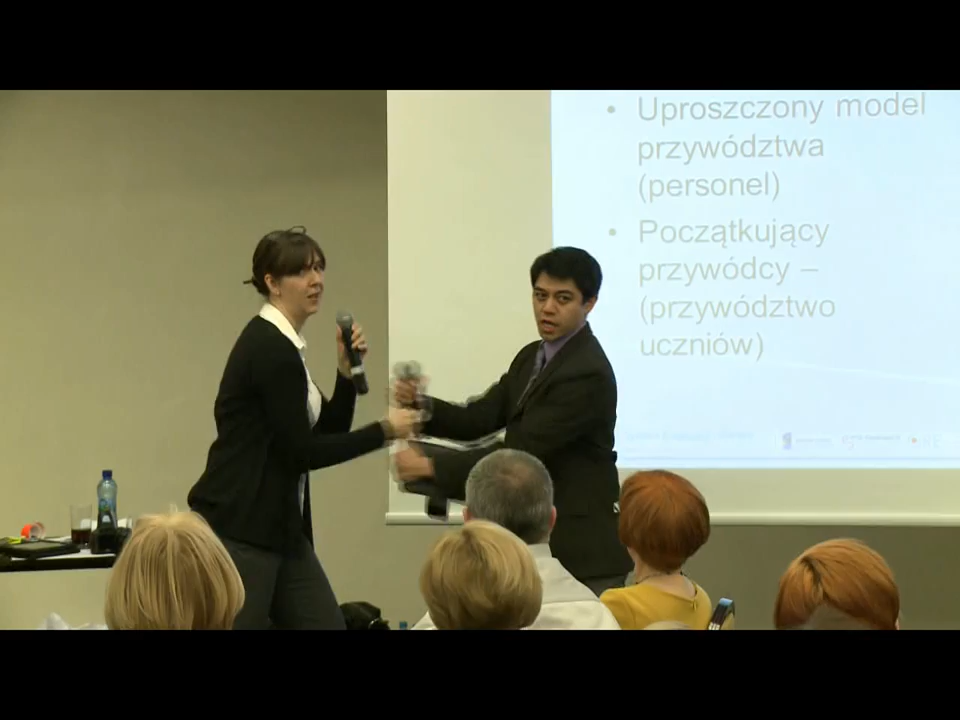 • Uproszczony model
przywództwa
(personel)
• Początkujący
przywódcy –
(przywództwo
uczniów)